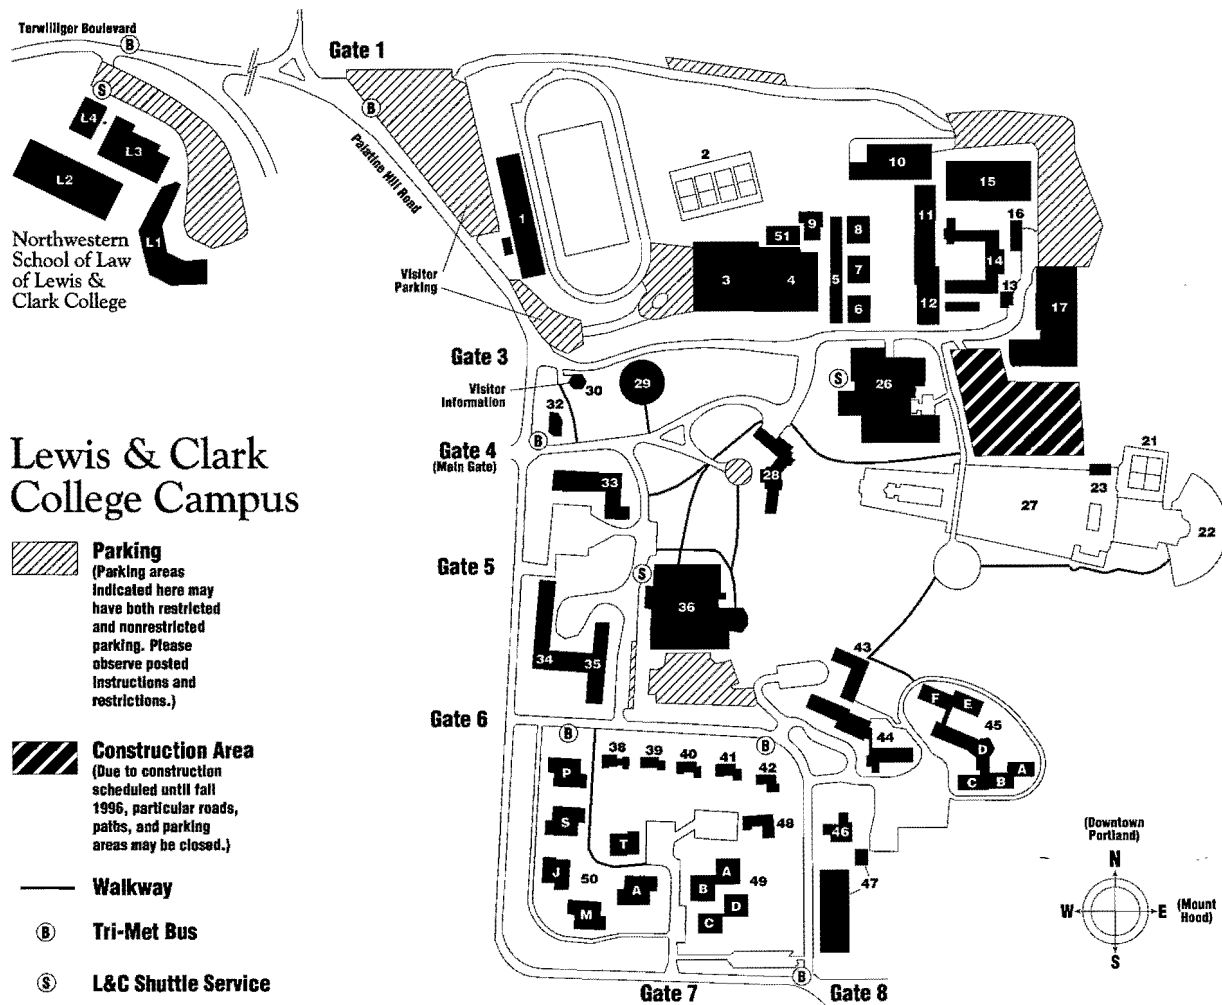 Terwilliger Boulevard
B
Gate 1
S
B
L4
L3
L2
L1
Palatine Hill Road
2
10
15
1
11
16
9
51
8
Northwestern
School of Law
of Lewis &
Clark College
Visitor
Parking
3
4
5
7
14
13
6
12
17
Gate 3
Visitor
Information
30
29
S
26
32
B
Gate 4
(Main Gate)
Lewis & Clark
College Campus
33
28
21
23
27
22
Parking
(Parking areas
indicated here may
have both restricted
and nonrestricted
parking. Please
observe posted
instructions and
restrictions.)
Gate 5
S
36
34
35
43
F
E
45
Gate 6
B
B
44
D
C
B
A
Construction Area
(Due to construction
scheduled until fall
1996, particular roads,
paths, and parking
areas may be closed.)
38
39
40
41
42
P
S
T
48
46
J
50
A
M
A
B
49
D
C
47
(Downtown
Portland)
N
W
E
(Mount
Hood)
S
Walkway
B
Tri-Met Bus
S
L&C Shuttle Service
B
Gate 7
Gate 8